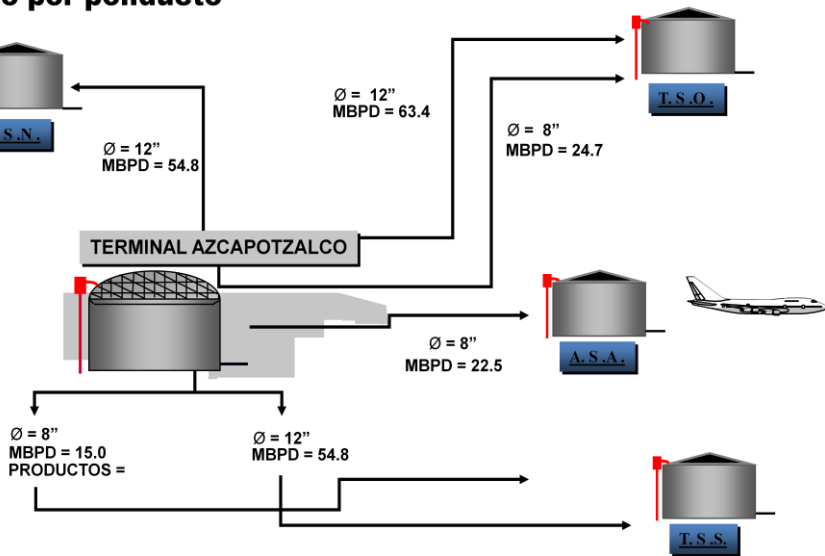 por poliducto
S.N.
Ø = 12”
MBPD = 54.8
Ø = 12”
MBPD = 63.4
T.S.O.
Ø = 8”
MBPD = 24.7
TERMINAL AZCAPOTZALCO
Ø = 8”
MBPD = 22.5
A.S.A.
Ø = 8”
MBPD = 15.0
PRODUCTOS =
Ø = 12”
MBPD = 54.8
T.S.S.